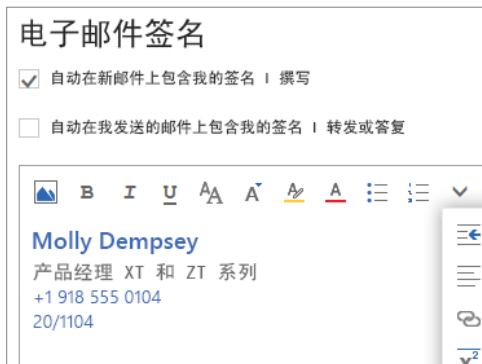 电子邮件签名
自动在新邮件上包含我的签名 I 撰写
自动在我发送的邮件上包含我的签名 I 转发或答复
B I U AA A A A
Molly Dempsey
产品经理 XT 和 ZT 系列
+1 918 555 0104
20/1104
x²